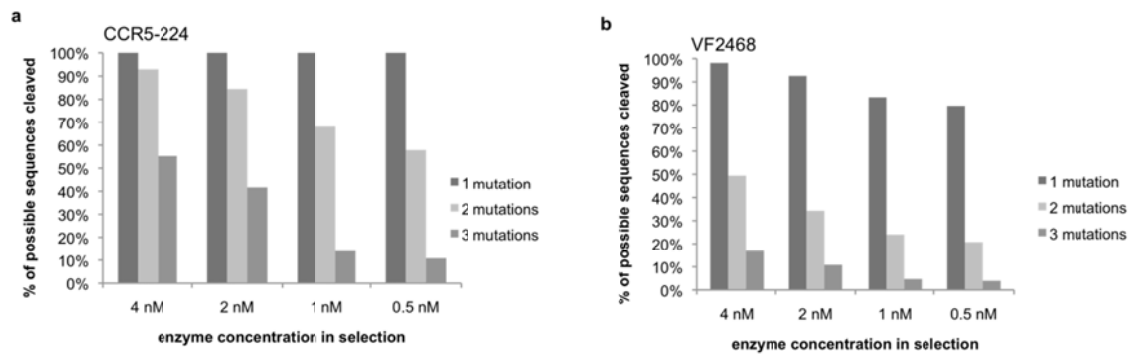 a
CCR5-224
% of possible sequences cleaved
100%
90%
80%
70%
60%
50%
40%
30%
20%
10%
0%
4 nM 2 nM 1 nM 0.5 nM
enzyme concentration in selection
1 mutation
2 mutations
3 mutations
b
VF2468
% of possible sequences cleaved
100%
90%
80%
70%
60%
50%
40%
30%
20%
10%
0%
4 nM 2 nM 1 nM 0.5 nM
enzyme concentration in selection
1 mutation
2 mutations
3 mutations